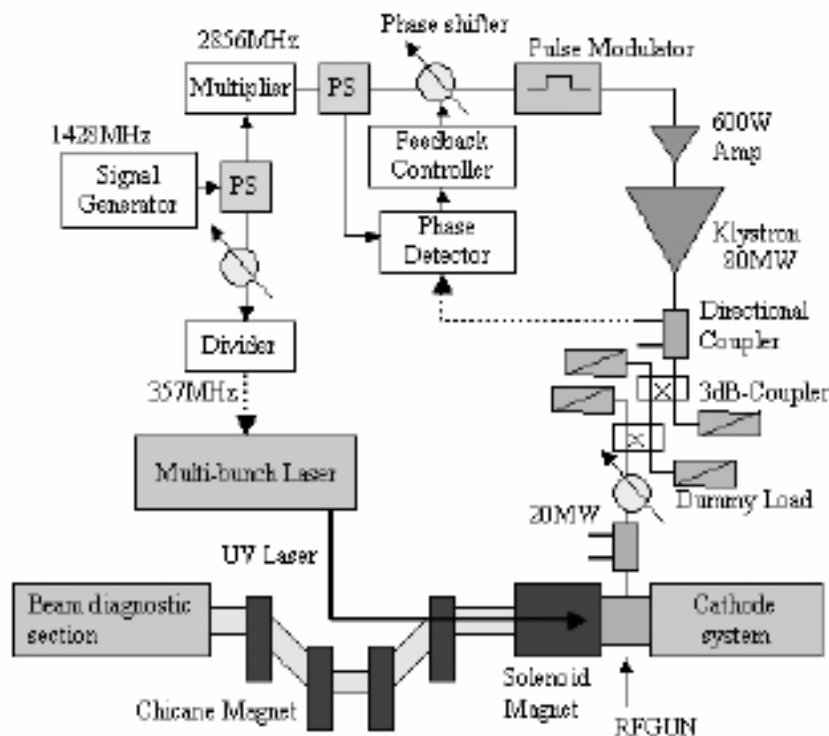 2856MHz
Phase shifter
Pulse Modulator
Multiplier
PS
1428MHz
Signal
Generator
PS
Feedback
Controller
Phase
Detector
600W
Amp
Klystron
80MW
Directional
Coupler
Divider
357MHz
3dB-Coupler
Multi-bunch Laser
Dummy Load
20MW
UV Laser
Beam diagnostic
section
Cathode
system
Chicane Magnet
Solenoid
Magnet
RFGUN